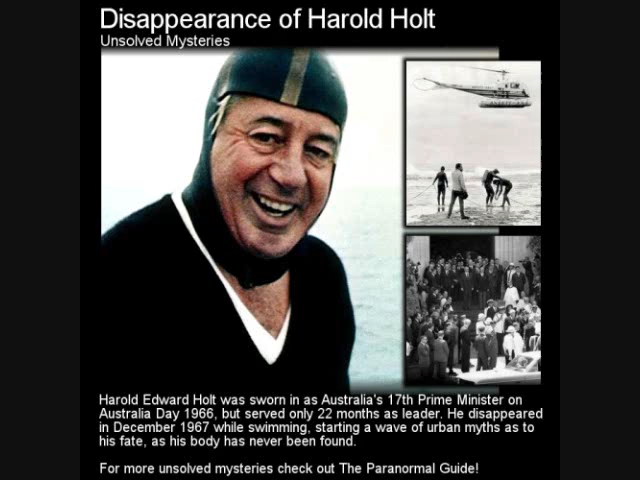 Disappearance of Harold Holt
Unsolved Mysteries
Harold Edward Holt was sworn in as Australia's 17th Prime Minister on
Australia Day 1966, but served only 22 months as leader. He disappeared
in December 1967 while swimming, starting a wave of urban myths as to
his fate, as his body has never been found.
For more unsolved mysteries check out The Paranormal Guide!